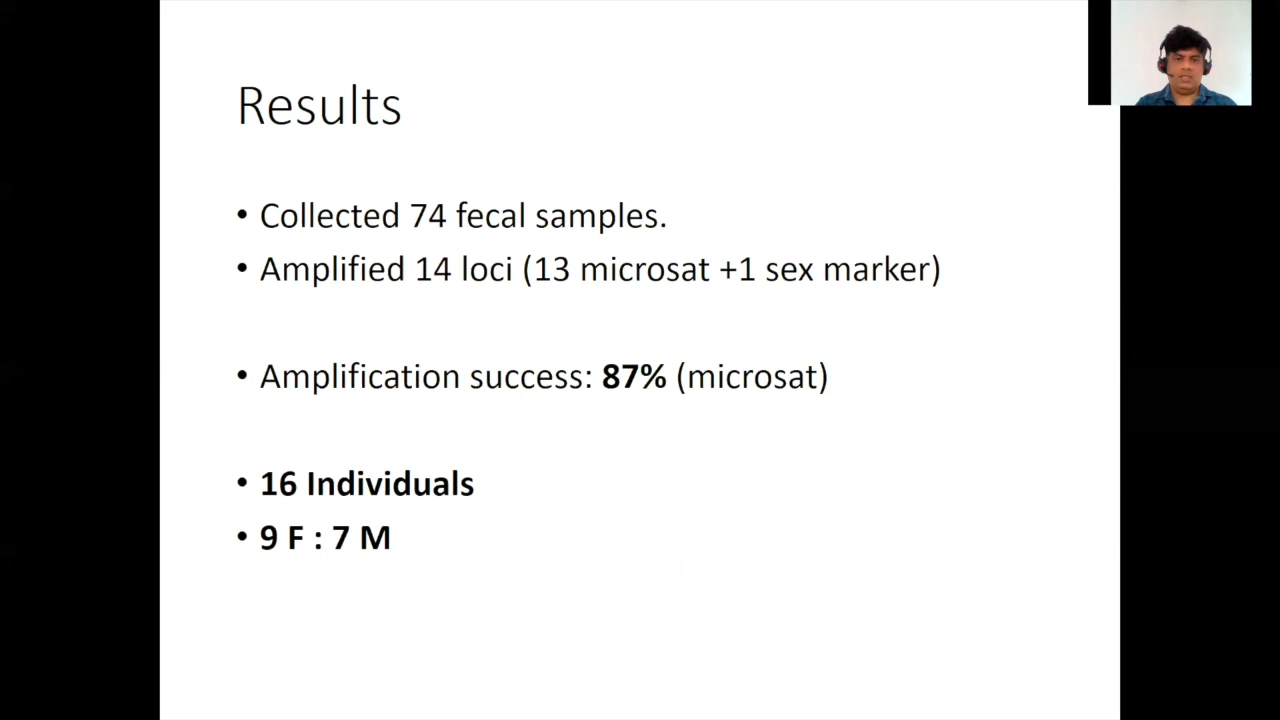 Results
• Collected 74 fecal samples.
• Amplified 14 loci (13 microsat +1 sex marker)
• Amplification success: 87% (microsat)
• 16 Individuals
• 9 F : 7 M